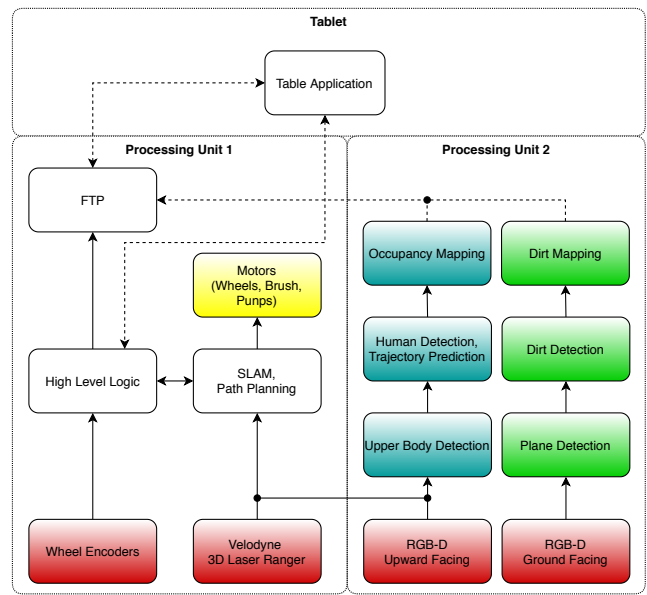 Tablet
Table Application
Processing Unit 1
Processing Unit 2
FTP
Motors
(Wheels, Brush,
Punps)
Occupancy Mapping
Dirt Mapping
High Level Logic
SLAM,
Path Planning
Human Detection,
Trajectory Prediction
Dirt Detection
Upper Body Detection
Plane Detection
Wheel Encoders
Velodyne
3D Laser Ranger
RGB-D
Upward Facing
RGB-D
Ground Facing